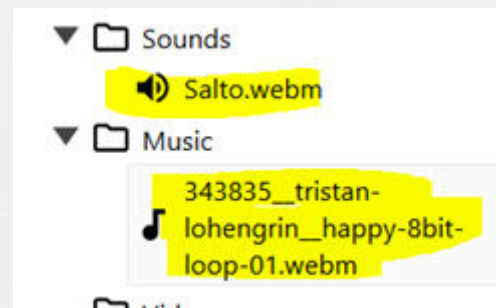 Sounds
Salto.webm
Music
343835__tristan-
lohengrin__happy-8bit-
loop-01.webm